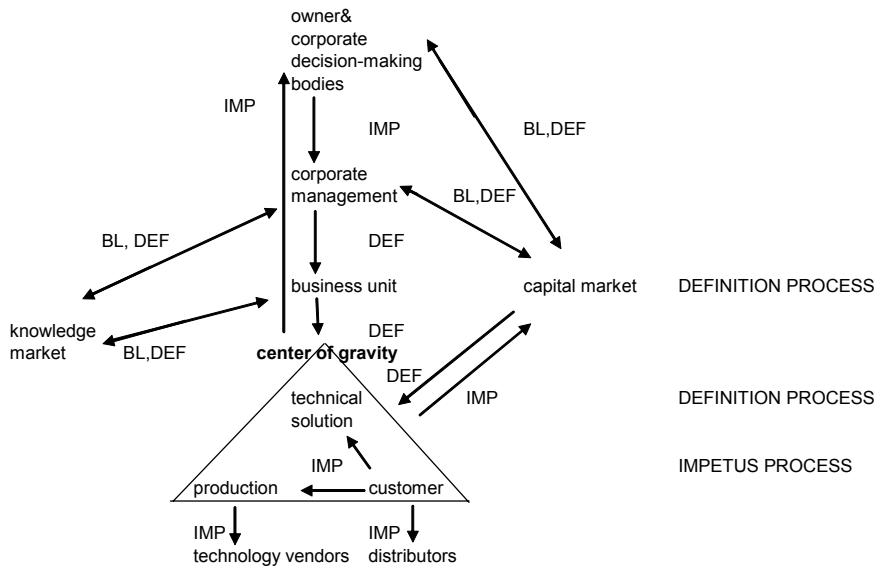 owner&
corporate
decision-making
bodies
IMP
IMP
BL,DEF
corporate
management
BL,DEF
BL, DEF
DEF
business unit
capital market
DEFINITION PROCESS
knowledge
market
BL,DEF
DEF
center of gravity
DEF
technical
solution
IMP
DEFINITION PROCESS
IMP
IMPETUS PROCESS
production
customer
IMP
IMP
technology vendors
distributors